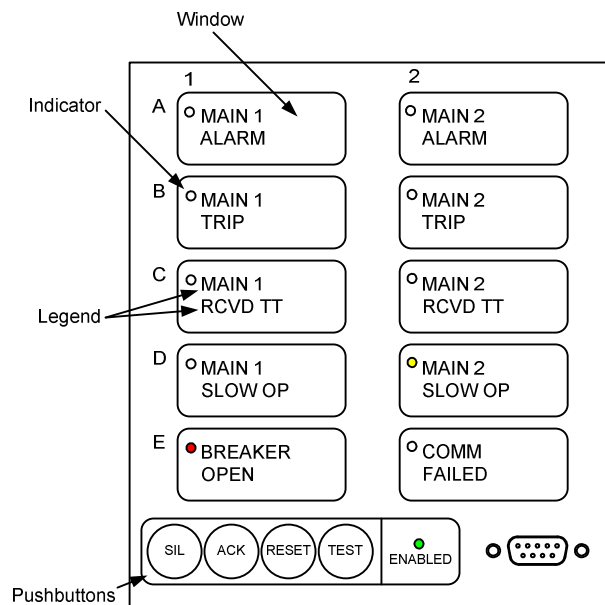 Window
1 2
Indicator
A
MAIN 1
ALARM
MAIN 2
ALARM
B
MAIN 1
TRIP
MAIN 2
TRIP
C
MAIN 1
RCVD TT
MAIN 2
RCVD TT
Legend
D
MAIN 1
SLOW OP
MAIN 2
SLOW OP
E
BREAKER
OPEN
COMM
FAILED
SIL ACK RESET TEST
ENABLED
Pushbuttons